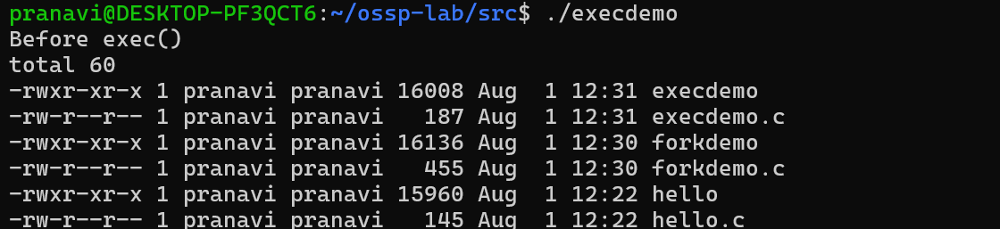 pranavi@DESKTOP-PF3QCT6:~/ossp-lab/src$ ./execdemo
Before exec()
total 60
-rwxr-xr-x 1 pranavi pranavi 16008 Aug  1 12:31 execdemo
-rw-r--r-- 1 pranavi pranavi   187 Aug  1 12:31 execdemo.c
-rwxr-xr-x 1 pranavi pranavi 16136 Aug  1 12:30 forkdemo
-rw-r--r-- 1 pranavi pranavi   455 Aug  1 12:30 forkdemo.c
-rwxr-xr-x 1 pranavi pranavi 15960 Aug  1 12:22 hello
-rw-r--r-- 1 pranavi pranavi   145 Aug  1 12:22 hello.c